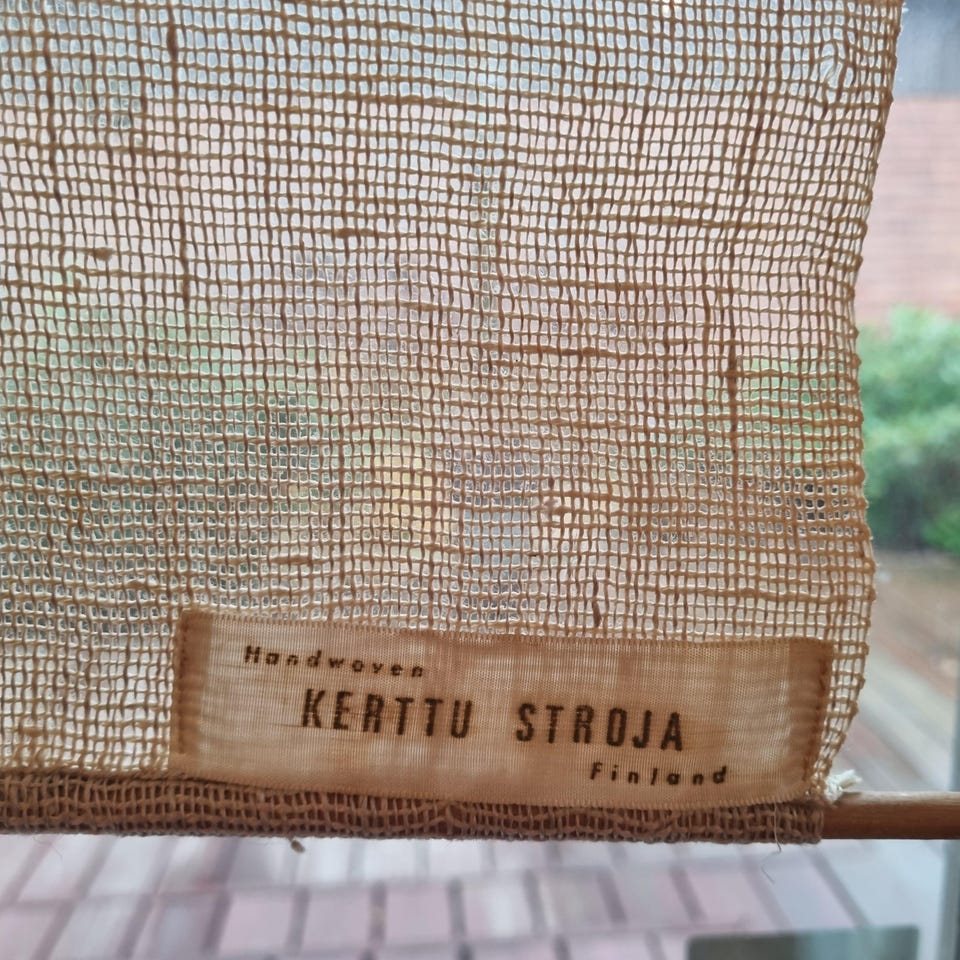 Handwoven
KERTTU STROJA
Finland